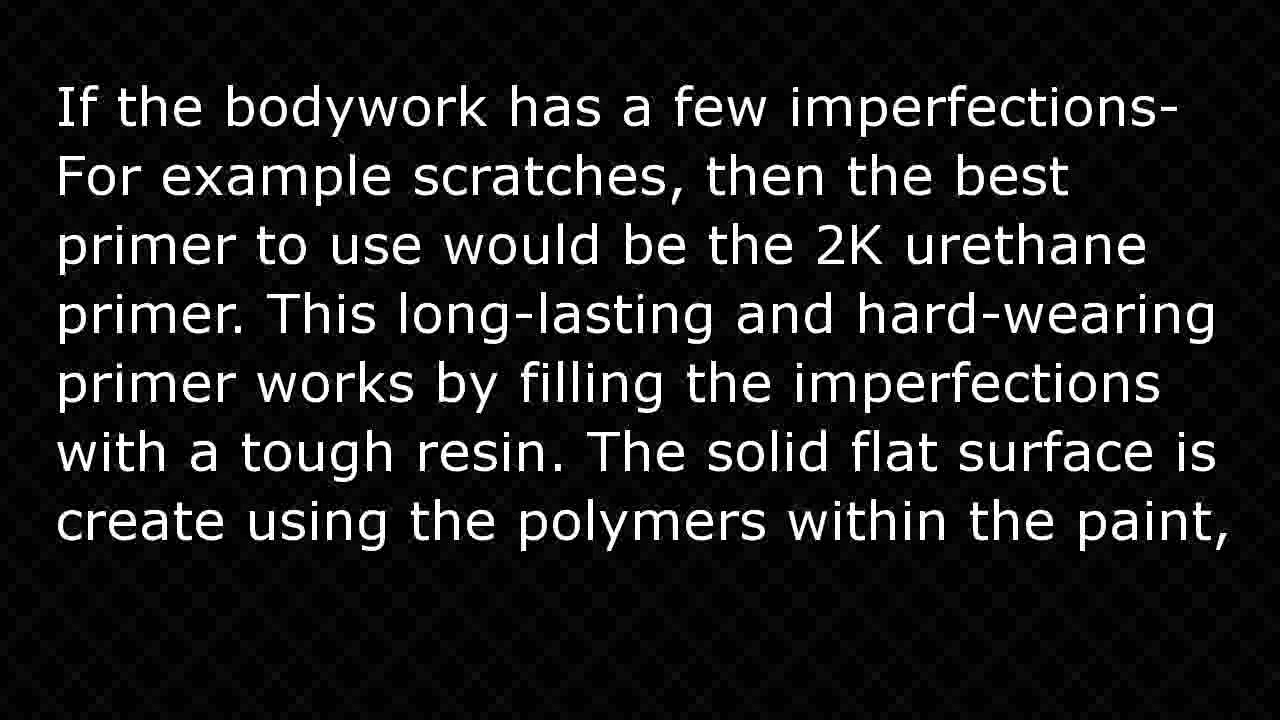 If the bodywork has a few imperfections-
For example scratches, then the best
primer to use would be the 2K urethane
primer. This long-lasting and hard-wearing
primer works by filling the imperfections
with a tough resin. The solid flat surface is
create using the polymers within the paint,